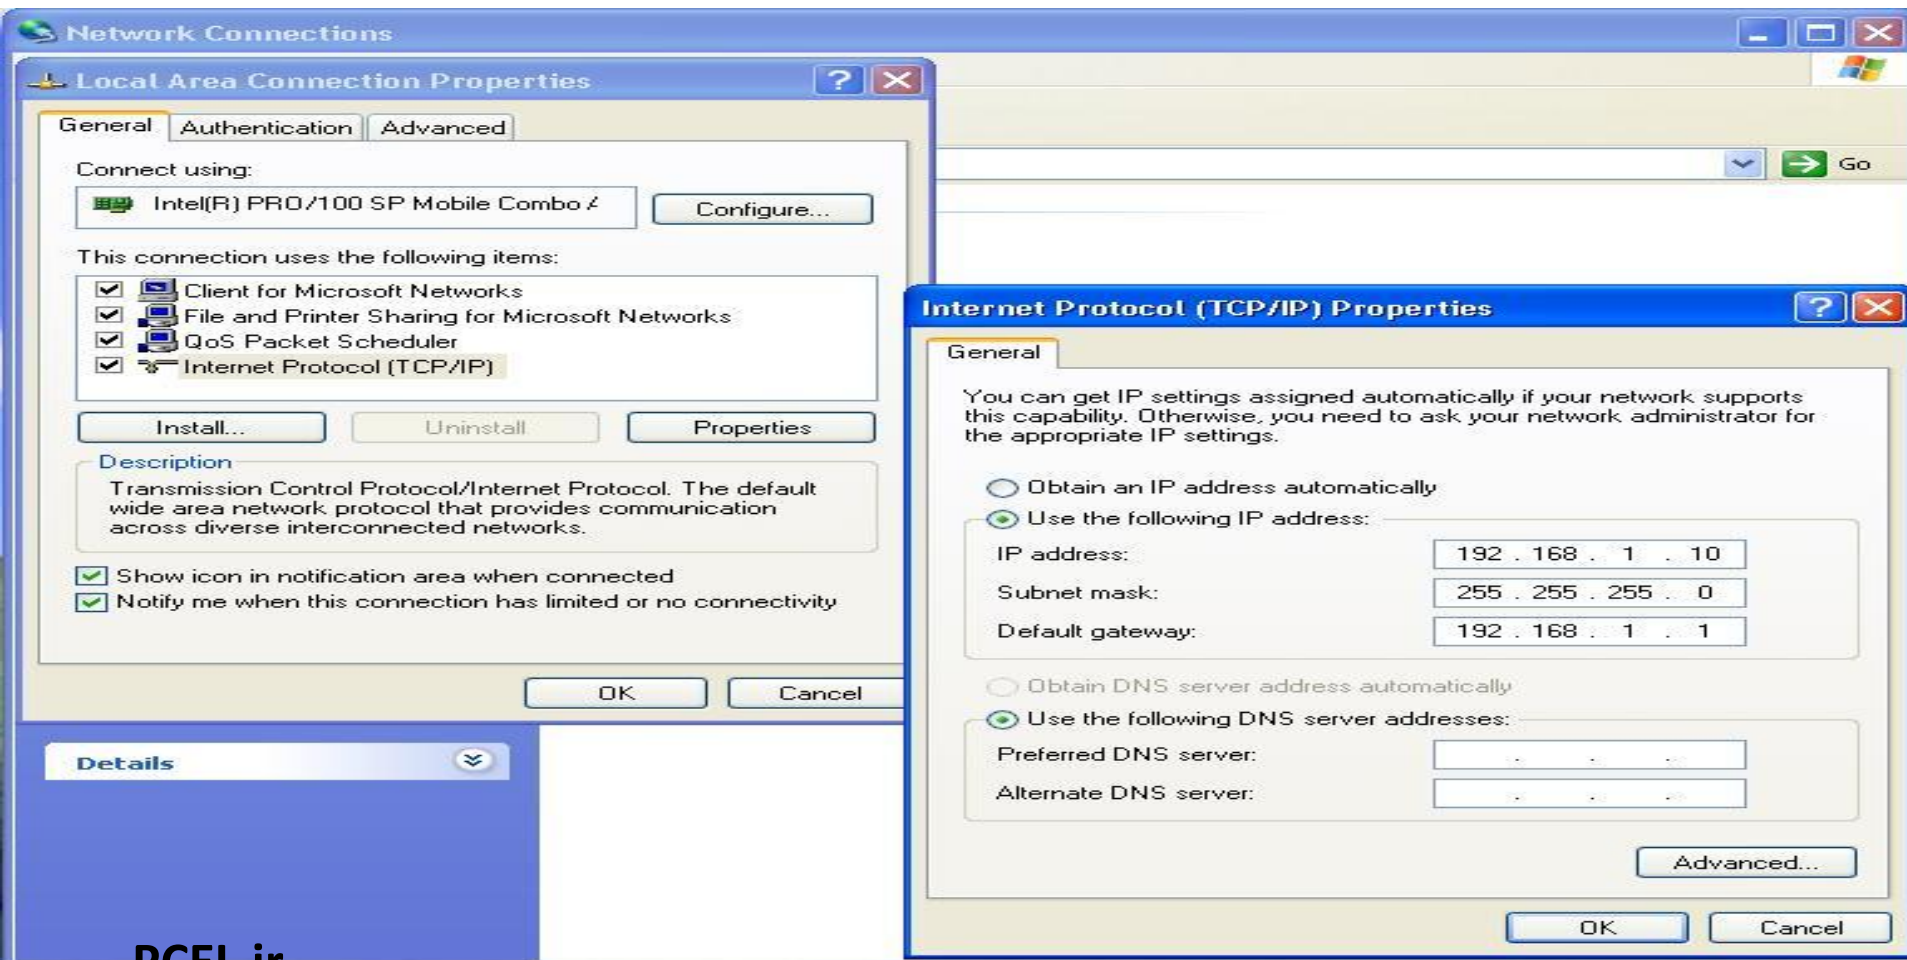 Network Connections
Local Area Connection Properties
General Authentication Advanced
Connect using:
Intel(R) PRO/100 SP Mobile Combo A
Configure...
This connection uses the following items:
Client for Microsoft Networks
File and Printer Sharing for Microsoft Networks
QoS Packet Scheduler
Internet Protocol (TCP/IP)
Install... Uninstall Properties
Description
Transmission Control Protocol/Internet Protocol. The default
wide area network protocol that provides communication
across diverse interconnected networks.
Show icon in notification area when connected
Notify me when this connection has limited or no connectivity
OK Cancel
Details
Go
Internet Protocol (TCP/IP) Properties
General
You can get IP settings assigned automatically if your network supports
this capability. Otherwise, you need to ask your network administrator for
the appropriate IP settings.
Obtain an IP address automatically
Use the following IP address:
IP address: 192 . 168 . 1 . 10
Subnet mask: 255 . 255 . 255 . 0
Default gateway: 192 . 168 . 1 . 1
Obtain DNS server address automatically
Use the following DNS server addresses:
Preferred DNS server: . . .
Alternate DNS server: . . .
Advanced...
OK Cancel